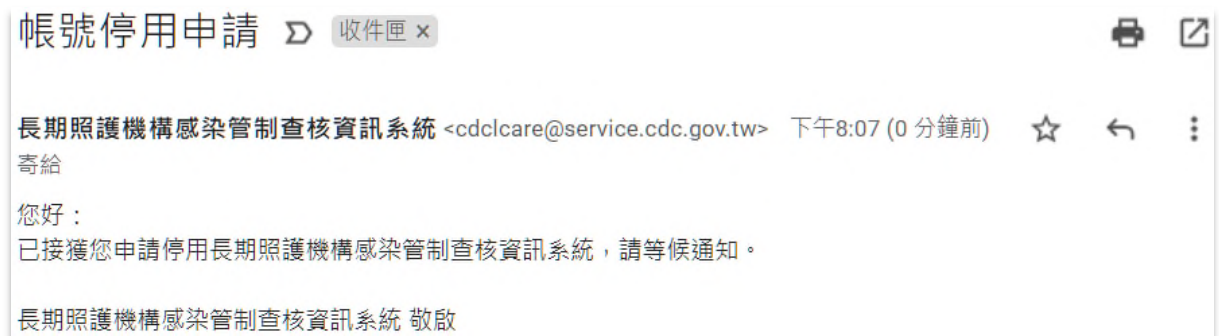 帳號停用申請 收件匣 ×
長期照護機構感染管制查核資訊系統 <cdclcare@service.cdc.gov.tw> 下午8:07 (0 分鐘前)
寄給
您好：
已接獲您申請停用長期照護機構感染管制查核資訊系統，請等候通知。
長期照護機構感染管制查核資訊系統 敬啟